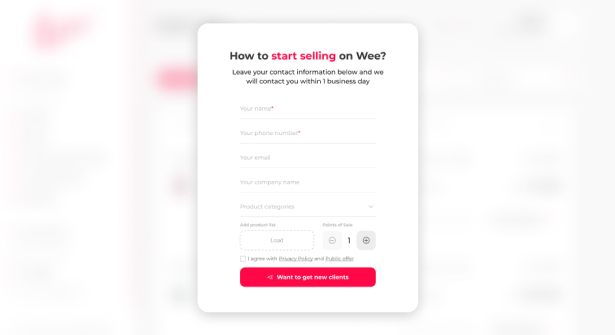 How to start selling on Wee?
Leave your contact information below and we
will contact you within 1 business day
Your name*
Your phone number*
Your email
Your company name
Product categories
Add product list
Points of Sale
Load
1
I agree with Privacy Policy and Public offer
Want to get new clients